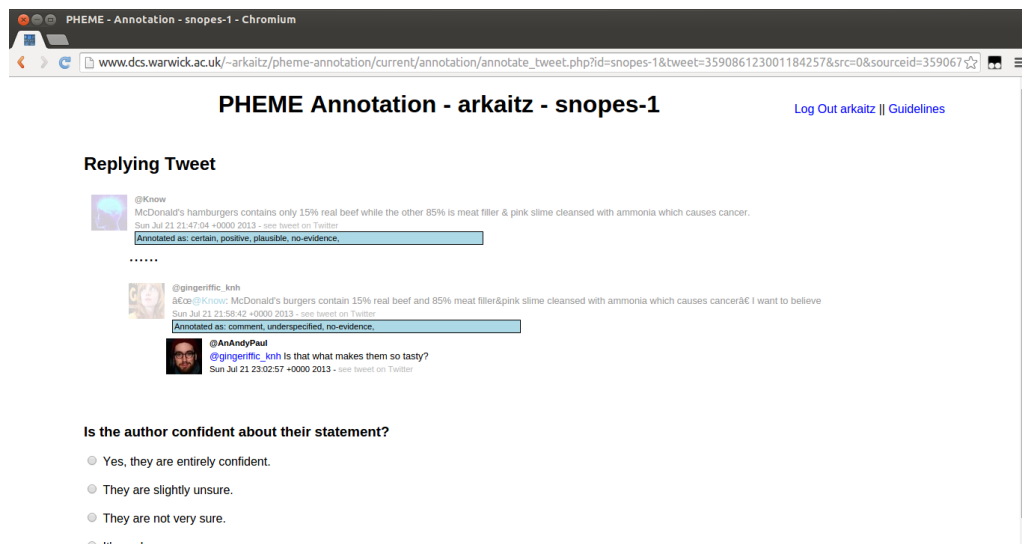 PHEME - Annotation - snopes-1 - Chromium
www.dcs.warwick.ac.uk/~arkaitz/pheme-annotation/current/annotation/annotate_tweet.php?id=snopes-1&tweet=359086123001184257&src=0&sourceid=359067
PHEME Annotation - arkaitz - snopes-1
Log Out arkaitz || Guidelines
Replying Tweet
@Know
McDonald's hamburgers contains only 15% real beef while the other 85% is meat filler & pink slime cleansed with ammonia which causes cancer.
Sun Jul 21 21:47:04 +0000 2013 - see tweet on Twitter
Annotated as: certain, positive, plausible, no-evidence,
......
@gingeriffic_knh
â€œ@Know: McDonald's burgers contain 15% real beef and 85% meat filler&pink slime cleansed with ammonia which causes cancerâ€ I want to believe
Sun Jul 21 21:58:42 +0000 2013 - see tweet on Twitter
Annotated as: comment, underspecified, no-evidence,
@AnAndyPaul
@gingeriffic_knh Is that what makes them so tasty?
Sun Jul 21 23:02:57 +0000 2013 - see tweet on Twitter
Is the author confident about their statement?
Yes, they are entirely confident.
They are slightly unsure.
They are not very sure.